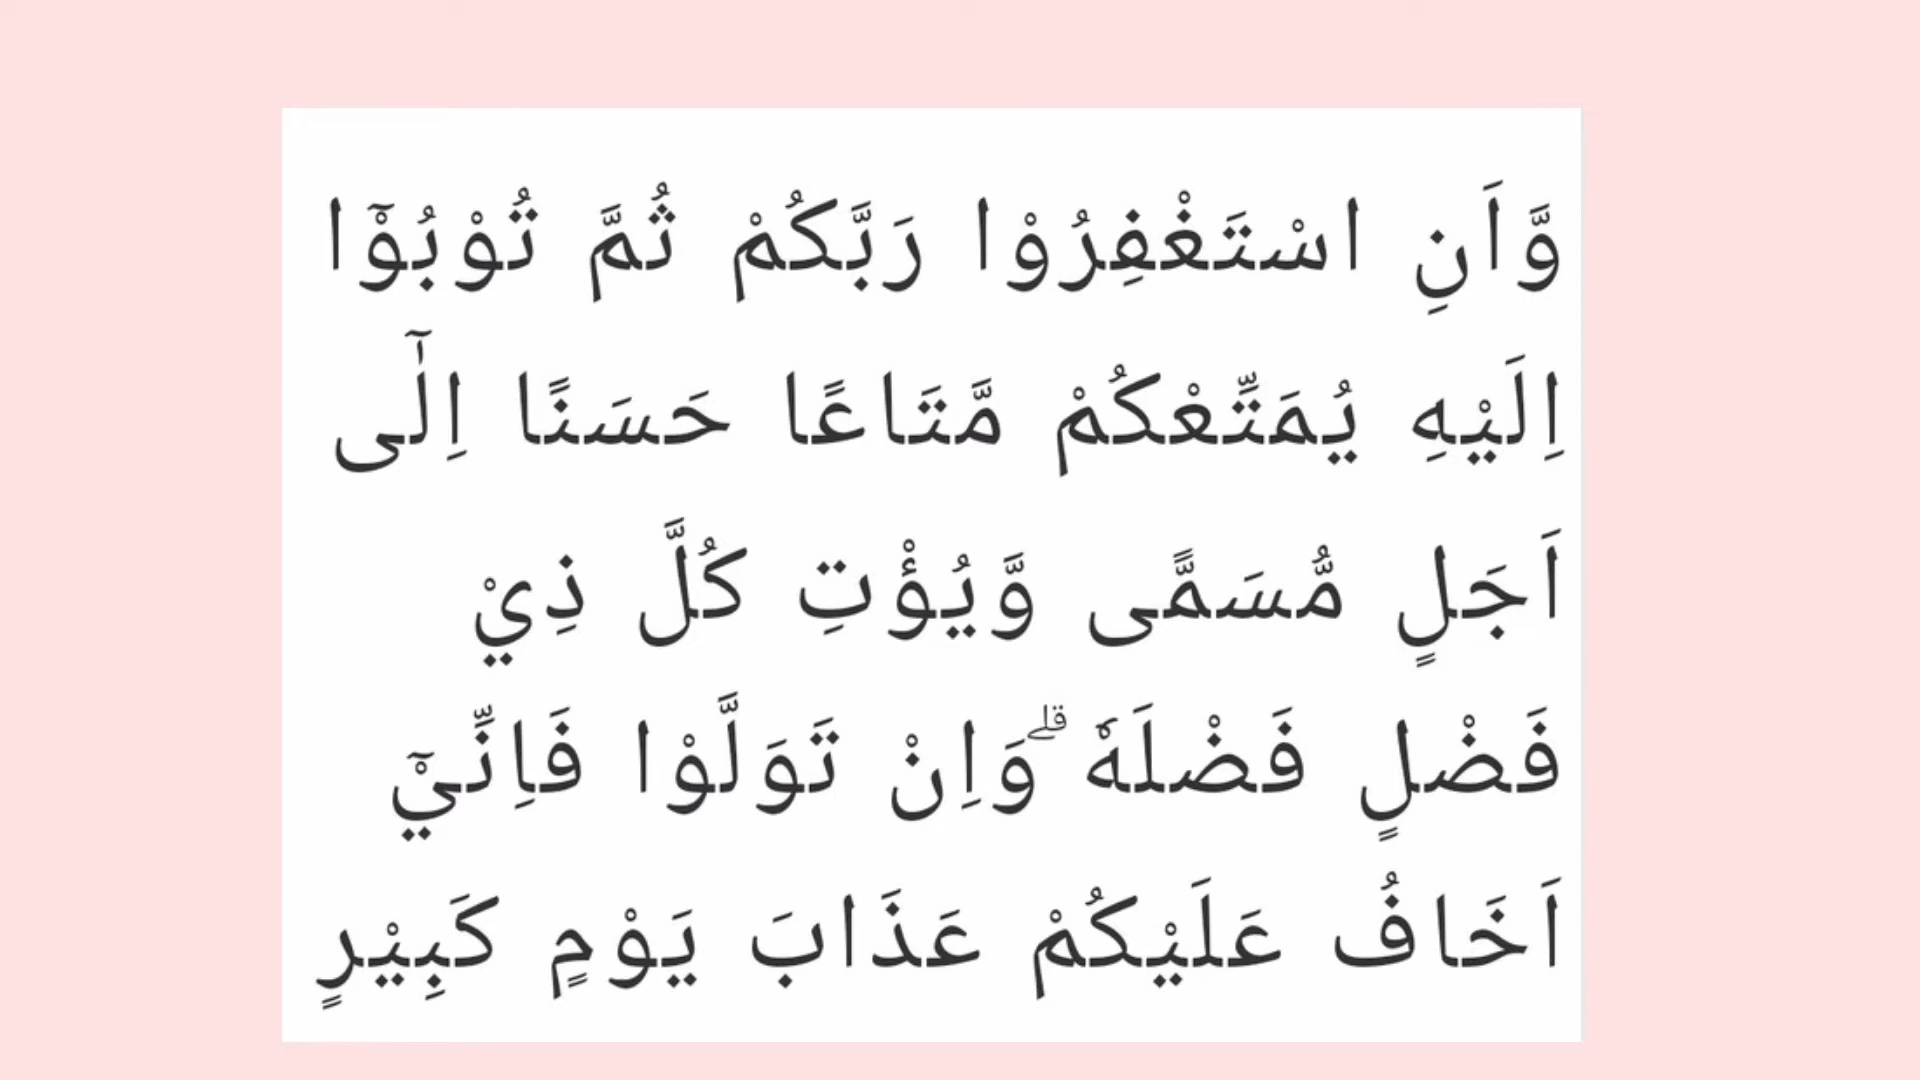 وَّاَنِ اسْتَغْفِرُوْا رَبَّكُمْ ثُمَّ تُوْبُوْٓا
اِلَيْهِ يُمَتِّعْكُمْ مَّتَاعًا حَسَنًا اِلٰٓى
اَجَلٍ مُّسَمًّى وَّيُؤْتِ كُلَّ ذِيْ
فَضْلٍ فَضْلَهٗ ۗوَاِنْ تَوَلَّوْا فَاِنِّيْٓ
اَخَافُ عَلَيْكُمْ عَذَابَ يَوْمٍ كَبِيْرٍ